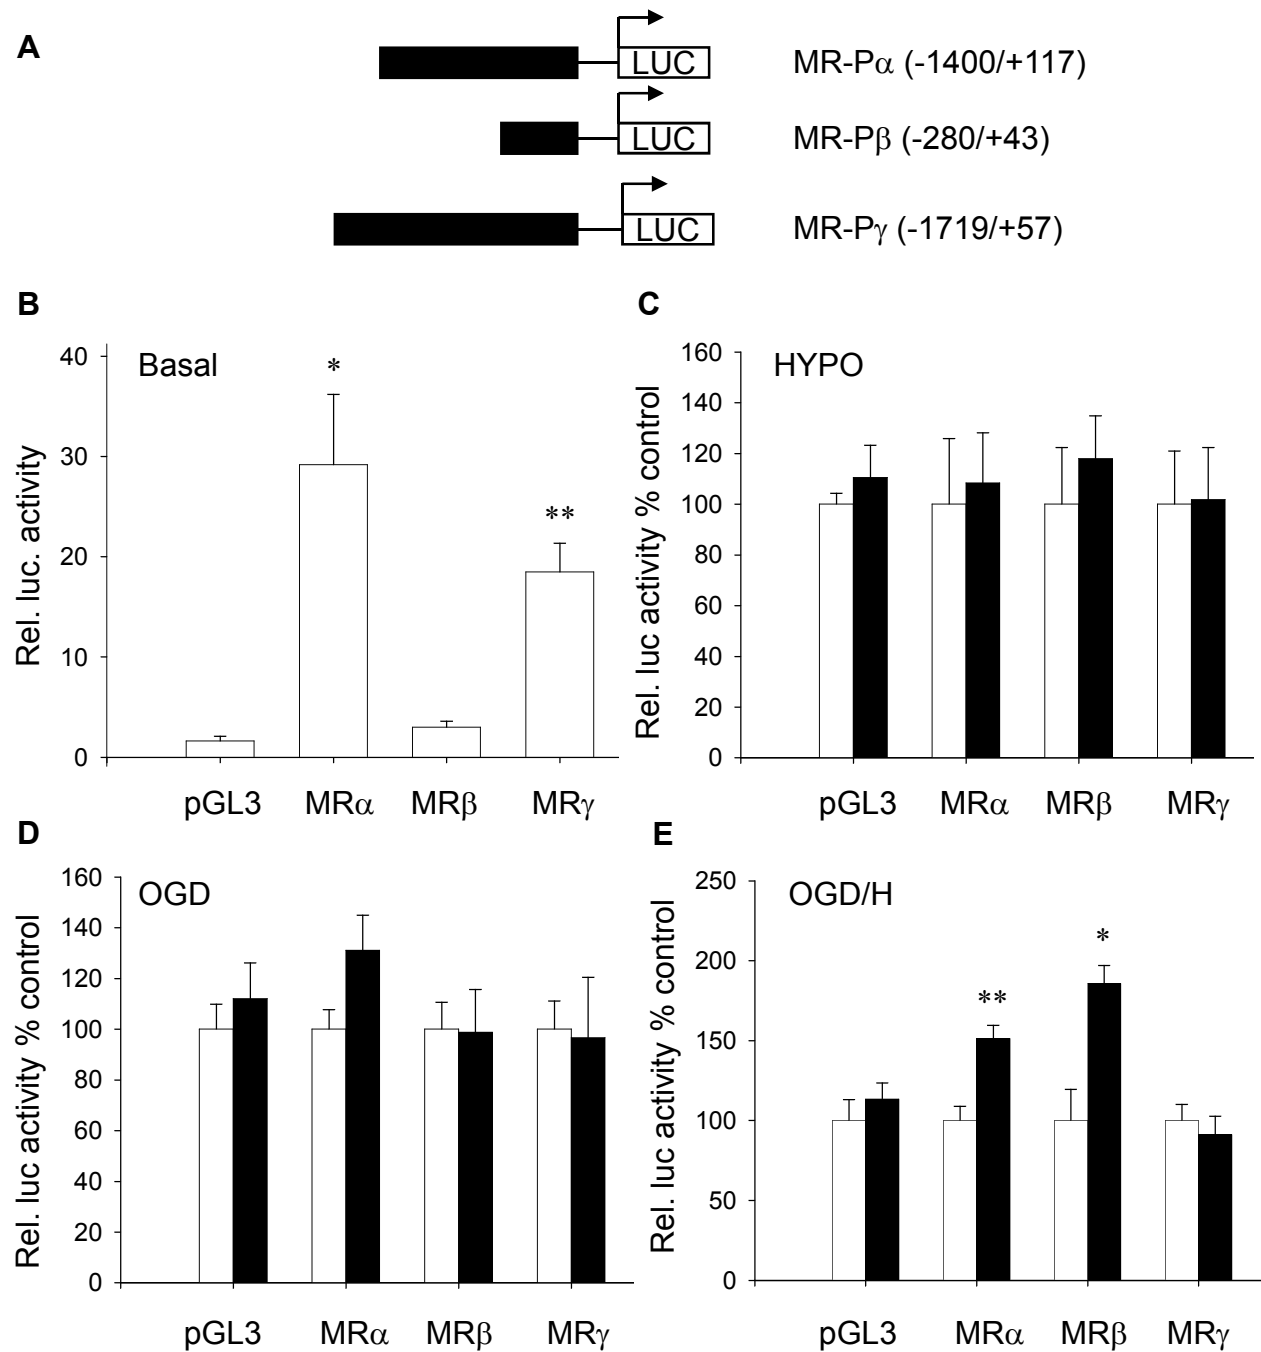 A
LUC MR-Pα (-1400/+117)
LUC MR-Pβ (-280/+43)
LUC MR-Pγ (-1719/+57)
B
Basal
Rel. luc. activity
40
30
20
10
0
*
**
pGL3 MRα MRβ MRγ
C
HYPO
Rel. luc activity % control
160
140
120
100
80
60
40
20
0
pGL3 MRα MRβ MRγ
D
OGD
Rel. luc activity % control
160
140
120
100
80
60
40
20
0
pGL3 MRα MRβ MRγ
E
OGD/H
Rel. luc activity % control
250
200
150
100
50
0
**
*
pGL3 MRα MRβ MRγ